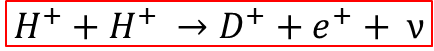 H⁺ + H⁺ → D⁺ + e⁺ + ν